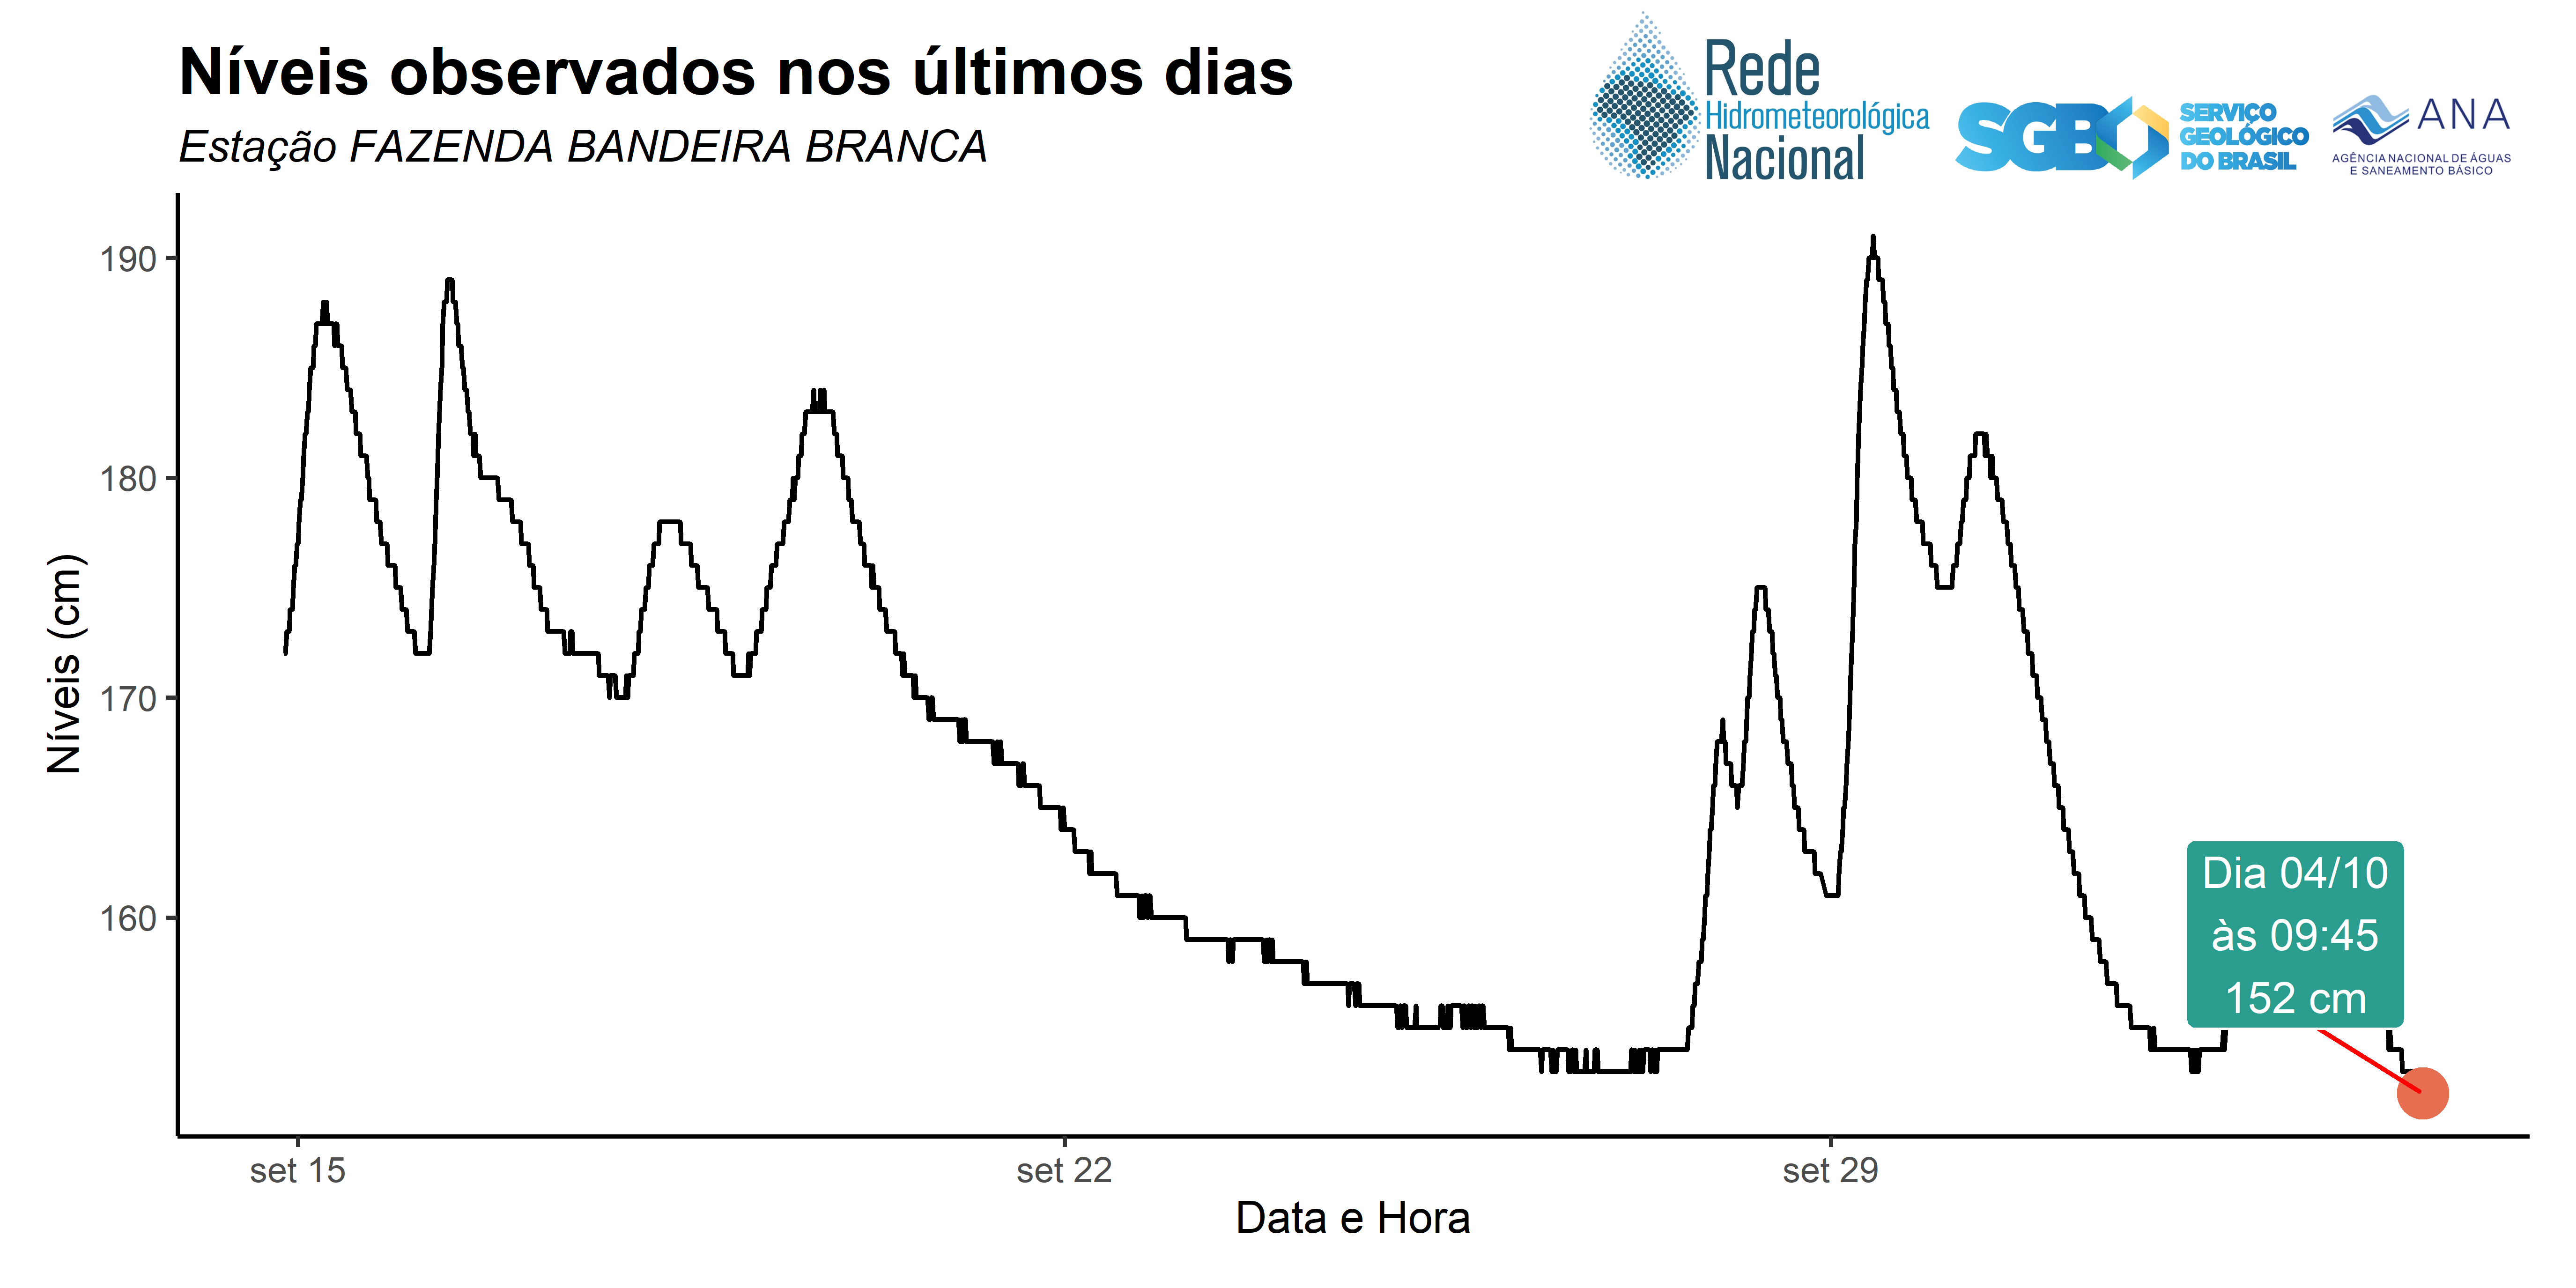 Níveis observados nos últimos dias
Estação FAZENDA BANDEIRA BRANCA
Rede
Hidrometeorológica
Nacional
SGB
SERVIÇO
GEOLÓGICO
DO BRASIL
ANA
AGÊNCIA NACIONAL DE ÁGUAS
E SANEAMENTO BÁSICO
Níveis (cm)
190
180
170
160
Dia 04/10
às 09:45
152 cm
set 15
set 22
set 29
Data e Hora